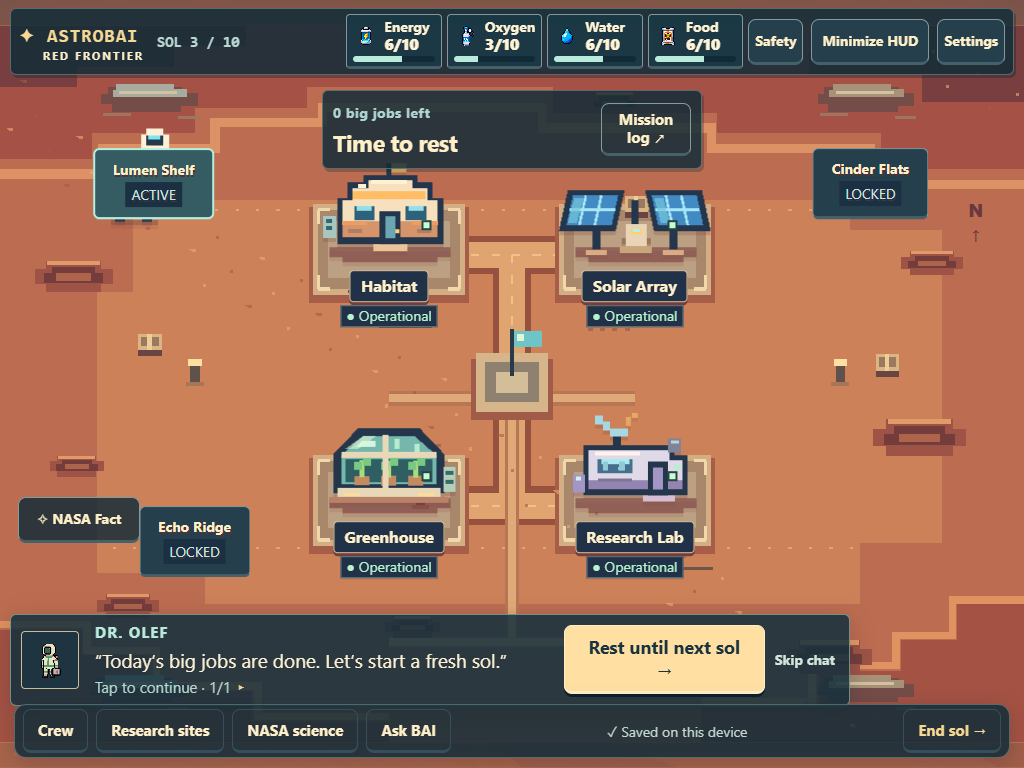 ✦ ASTROBAI
RED FRONTIER
SOL 3 / 10
Energy
6/10
Oxygen
3/10
Water
6/10
Food
6/10
Safety
Minimize HUD
Settings
0 big jobs left
Time to rest
Mission
log ↗
Lumen Shelf
ACTIVE
Cinder Flats
LOCKED
N
↑
Habitat
• Operational
Solar Array
• Operational
Greenhouse
• Operational
Research Lab
• Operational
✧ NASA Fact
Echo Ridge
LOCKED
DR. OLEF
“Today’s big jobs are done. Let’s start a fresh sol.”
Tap to continue · 1/1 ▸
Rest until next sol
→
Skip chat
Crew
Research sites
NASA science
Ask BAI
✓ Saved on this device
End sol →